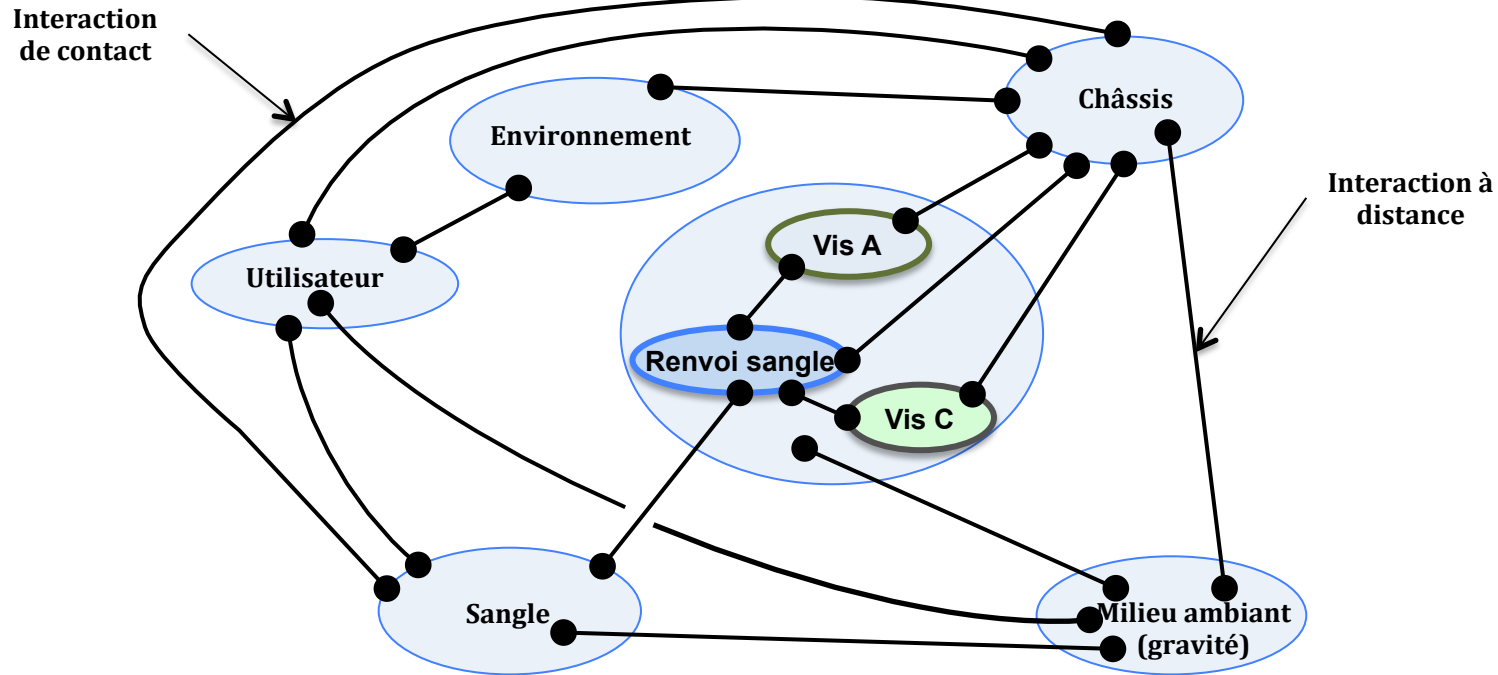 Interaction
de contact
Châssis
Environnement
Interaction à
distance
Vis A
Utilisateur
Renvoi sangle
Vis C
Sangle
Milieu ambiant
(gravité)